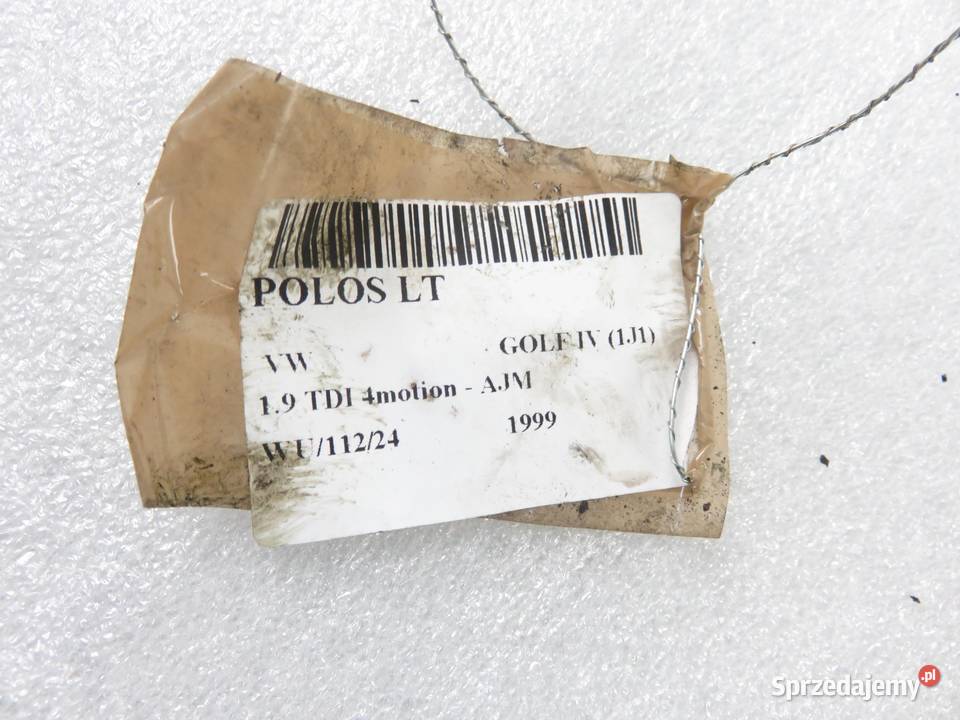 POLOS LT
VW GOLF IV (1J1)
1.9 TDI 4motion - AJM
WU/112/24 1999
Sprzedajemy.pl